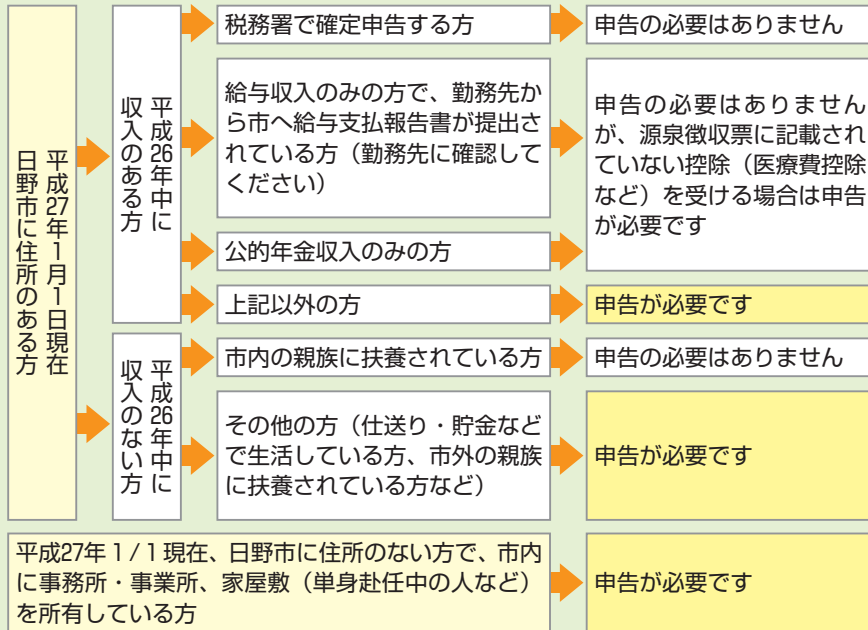 平成27年1月1日現在
日野市に住所のある方
平成26年中に
収入のある方
税務署で確定申告する方
申告の必要はありません
給与収入のみの方で、勤務先か
ら市へ給与支払報告書が提出さ
れている方（勤務先に確認して
ください）
公的年金収入のみの方
申告の必要はありません
が、源泉徴収票に記載され
ていない控除（医療費控除
など）を受ける場合は申告
が必要です
上記以外の方
申告が必要です
平成26年中に
収入のない方
市内の親族に扶養されている方
申告の必要はありません
その他の方（仕送り・貯金など
で生活している方、市外の親族
に扶養されている方など）
申告が必要です
平成27年1/1現在、日野市に住所のない方で、市内
に事務所・事業所、家屋敷（単身赴任中の人など）
を所有している方
申告が必要です